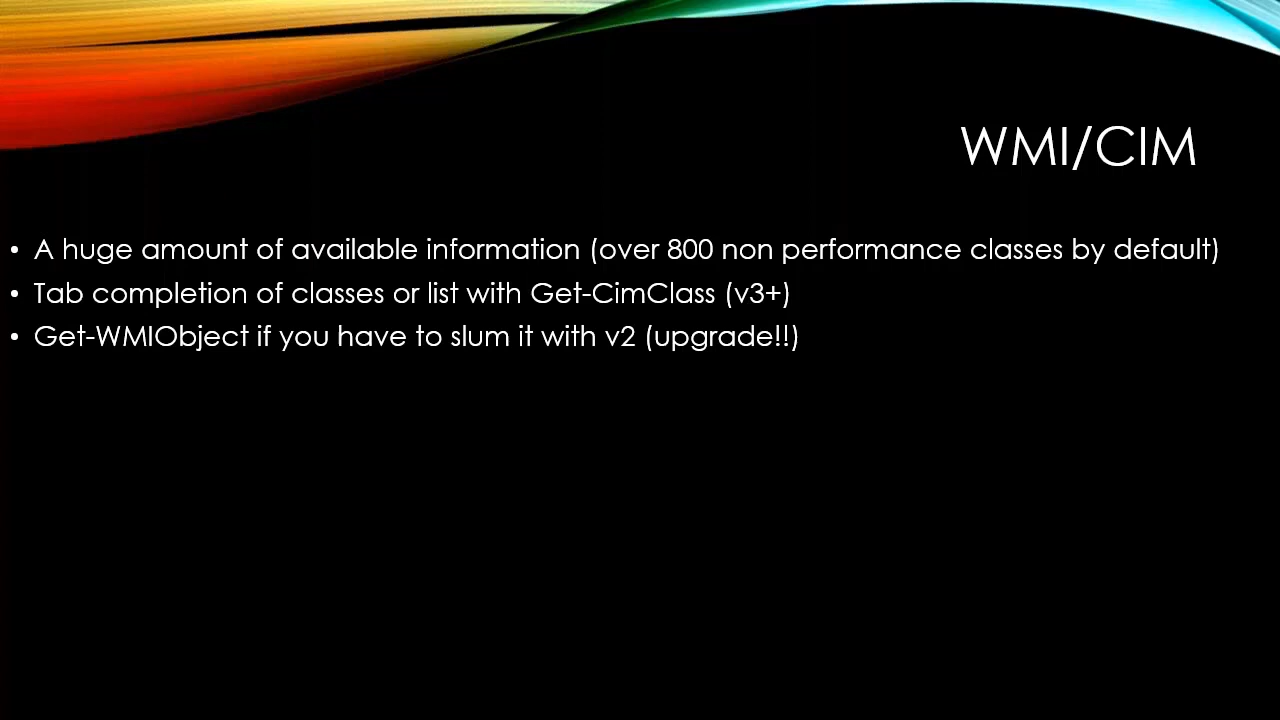 WMI/CIM
• A huge amount of available information (over 800 non performance classes by default)
• Tab completion of classes or list with Get-CimClass (v3+)
• Get-WMIObject if you have to slum it with v2 (upgrade!!)